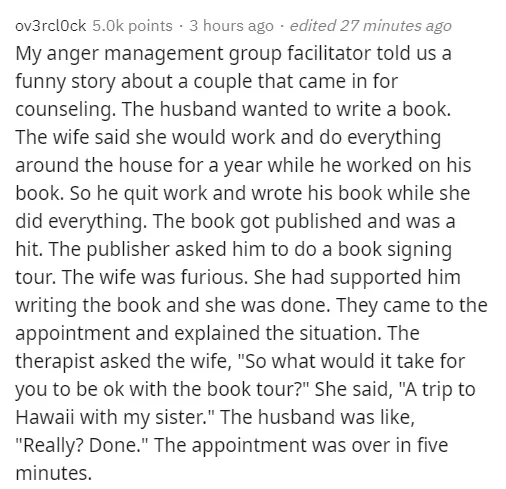 ov3rcl0ck 5.0k points · 3 hours ago · edited 27 minutes ago
My anger management group facilitator told us a
funny story about a couple that came in for
counseling. The husband wanted to write a book.
The wife said she would work and do everything
around the house for a year while he worked on his
book. So he quit work and wrote his book while she
did everything. The book got published and was a
hit. The publisher asked him to do a book signing
tour. The wife was furious. She had supported him
writing the book and she was done. They came to the
appointment and explained the situation. The
therapist asked the wife, "So what would it take for
you to be ok with the book tour?" She said, "A trip to
Hawaii with my sister." The husband was like,
"Really? Done." The appointment was over in five
minutes.